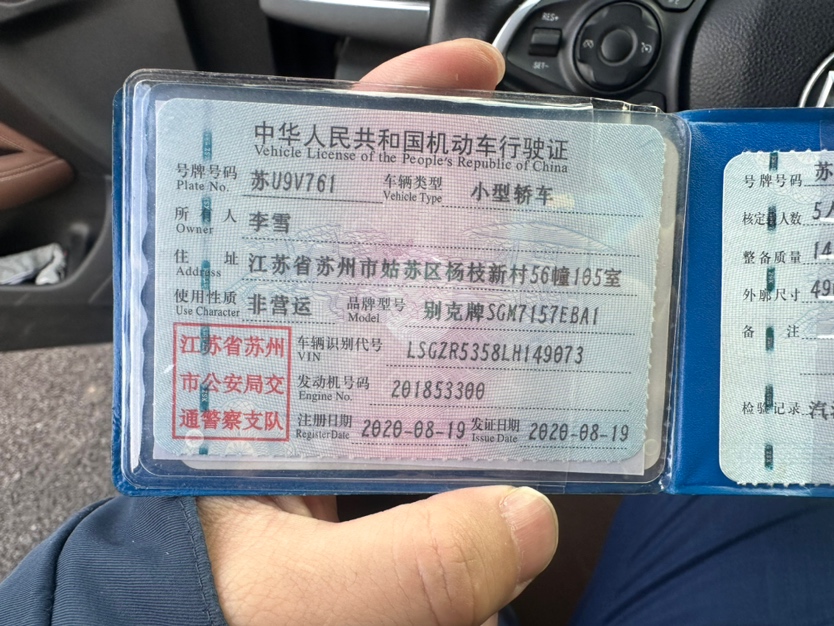 RES+
SET-
中华人民共和国机动车行驶证
Vehicle License of the People's Republic of China
号牌号码 苏U9V761 车辆类型 小型轿车
Plate No. Vehicle Type
所有人 李雪
Owner
住址 江苏省苏州市姑苏区杨枝新村56幢105室
Address
使用性质 非营运 品牌型号 别克牌SGM7157EBA1
Use Character Model
江苏省苏州
市公安局交
通警察支队
车辆识别代号 LSGZR5358LH149073
VIN
发动机号码 201853300
Engine No.
注册日期 2020-08-19 发证日期 2020-08-19
Register Date Issue Date
号牌号码 苏
核定载人数 5人
整备质量 14
外廓尺寸 49
备注
检验记录 汽